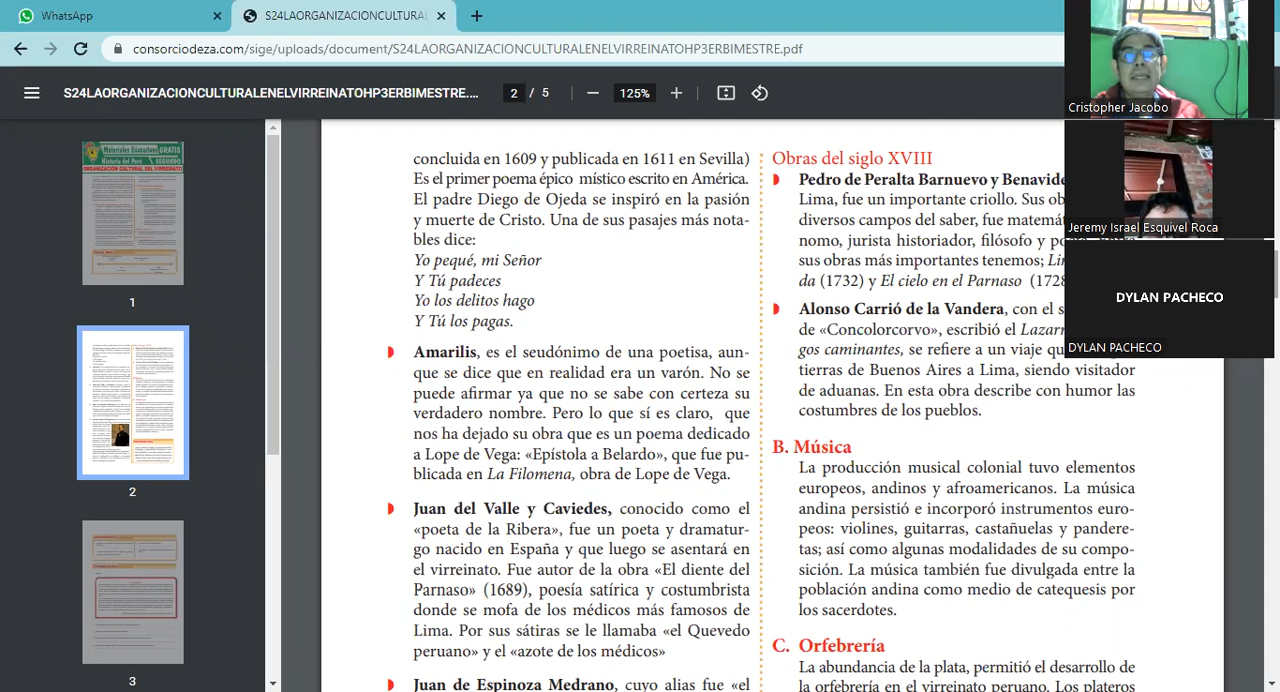 WhatsApp
S24LAORGANIZACIONCULTURAL
consorciodeza.com/sige/uploads/document/S24LAORGANIZACIONCULTURALENELVIRREINATOHP3ERBIMESTRE.pdf
S24LAORGANIZACIONCULTURALENELVIRREINATOHP3ERBIMESTRE....
2 / 5
125%
Cristopher Jacobo
Jeremy Israel Esquivel Roca
DYLAN PACHECO
DYLAN PACHECO
Materiales Educativos GRATIS
Historia del Perú SEGUNDO
ORGANIZACIÓN CULTURAL DEL VIRREINATO
1
2
3
concluida en 1609 y publicada en 1611 en Sevilla)
Es el primer poema épico místico escrito en América.
El padre Diego de Ojeda se inspiró en la pasión
y muerte de Cristo. Una de sus pasajes más nota-
bles dice:
Yo pequé, mi Señor
Y Tú padeces
Yo los delitos hago
Y Tú los pagas.
Amarilis, es el seudónimo de una poetisa, aun-
que se dice que en realidad era un varón. No se
puede afirmar ya que no se sabe con certeza su
verdadero nombre. Pero lo que sí es claro, que
nos ha dejado su obra que es un poema dedicado
a Lope de Vega: «Epístola a Belardo», que fue pu-
blicada en La Filomena, obra de Lope de Vega.
Juan del Valle y Caviedes, conocido como el
«poeta de la Ribera», fue un poeta y dramatur-
go nacido en España y que luego se asentará en
el virreinato. Fue autor de la obra «El diente del
Parnaso» (1689), poesía satírica y costumbrista
donde se mofa de los médicos más famosos de
Lima. Por sus sátiras se le llamaba «el Quevedo
peruano» y el «azote de los médicos»
Juan de Espinoza Medrano, cuyo alias fue «el
Obras del siglo XVIII
Pedro de Peralta Barnuevo y Benavide
Lima, fue un importante criollo. Sus ob
diversos campos del saber, fue matemá
nomo, jurista historiador, filósofo y
sus obras más importantes tenemos; Li
da (1732) y El cielo en el Parnaso (1728
Alonso Carrió de la Vandera, con el s
de «Concolorcorvo», escribió el Lazar
gos caminantes, se refiere a un viaje qu
tierras de Buenos Aires a Lima, siendo visitador
de aduanas. En esta obra describe con humor las
costumbres de los pueblos.
B. Música
La producción musical colonial tuvo elementos
europeos, andinos y afroamericanos. La música
andina persistió e incorporó instrumentos euro-
peos: violines, guitarras, castañuelas y pandere-
tas; así como algunas modalidades de su compo-
sición. La música también fue divulgada entre la
población andina como medio de catequesis por
los sacerdotes.
C. Orfebrería
La abundancia de la plata, permitió el desarrollo de
la orfebrería en el virreinato peruano. Los plateros